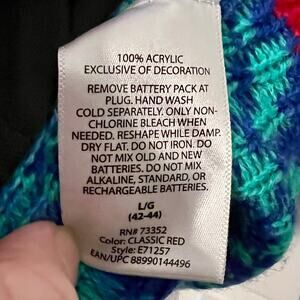 100% ACRYLIC
EXCLUSIVE OF DECORATION
REMOVE BATTERY PACK AT
PLUG. HAND WASH
COLD SEPARATELY. ONLY NON-
CHLORINE BLEACH WHEN
NEEDED. RESHAPE WHILE DAMP.
DRY FLAT. DO NOT IRON. DO
NOT MIX OLD AND NEW
BATTERIES. DO NOT MIX
ALKALINE, STANDARD, OR
RECHARGEABLE BATTERIES.
L/G
(42-44)
RN# 73352
Color: CLASSIC RED
Style: E71257
EAN/UPC 88990144496